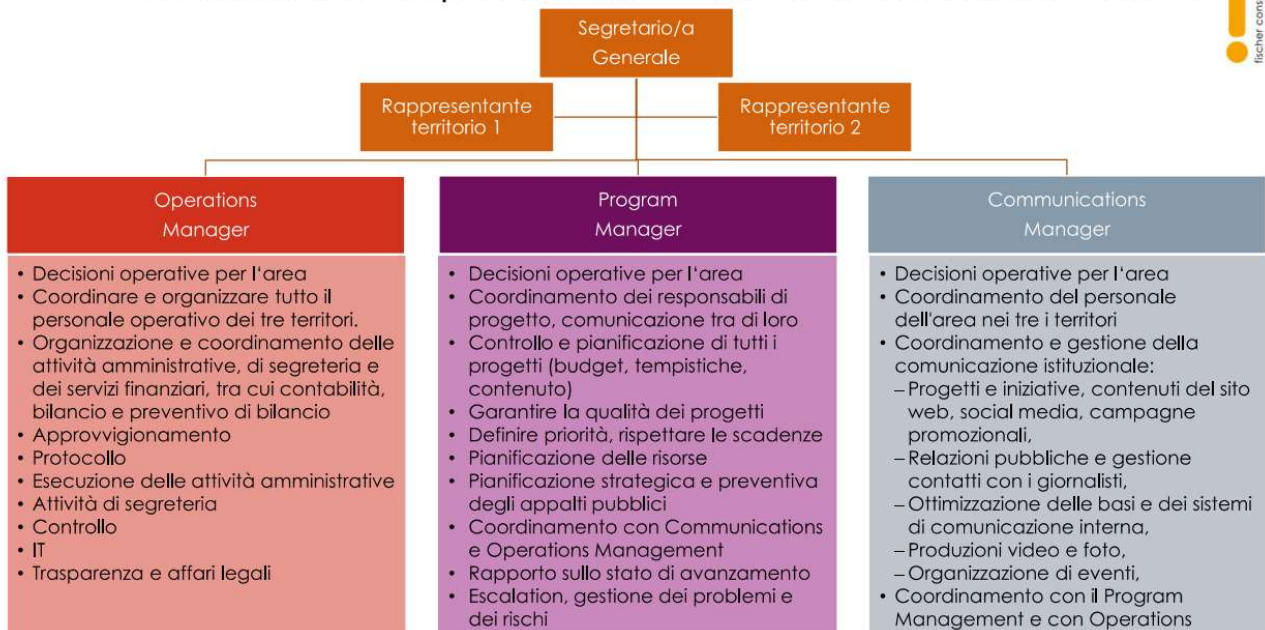 Segretario/a
Generale
Rappresentante
territorio 1
Rappresentante
territorio 2
Operations
Manager
• Decisioni operative per l‘area
• Coordinare e organizzare tutto il
personale operativo dei tre territori.
• Organizzazione e coordinamento delle
attività amministrative, di segreteria e
dei servizi finanziari, tra cui contabilità,
bilancio e preventivo di bilancio
• Approvvigionamento
• Protocollo
• Esecuzione delle attività amministrative
• Attività di segreteria
• Controllo
• IT
• Trasparenza e affari legali
Program
Manager
• Decisioni operative per l‘area
• Coordinamento dei responsabili di
progetto, comunicazione tra di loro
• Controllo e pianificazione di tutti i
progetti (budget, tempistiche,
contenuto)
• Garantire la qualità dei progetti
• Definire priorità, rispettare le scadenze
• Pianificazione delle risorse
• Pianificazione strategica e preventiva
degli appalti pubblici
• Coordinamento con Communications
e Operations Management
• Rapporto sullo stato di avanzamento
• Escalation, gestione dei problemi e
dei rischi
Communications
Manager
• Decisioni operative per l‘area
• Coordinamento del personale
dell'area nei tre i territori
• Coordinamento e gestione della
comunicazione istituzionale:
– Progetti e iniziative, contenuti del sito
web, social media, campagne
promozionali,
– Relazioni pubbliche e gestione
contatti con i giornalisti,
– Ottimizzazione delle basi e dei sistemi
di comunicazione interna,
– Produzioni video e foto,
– Organizzazione di eventi,
• Coordinamento con il Program
Management e con Operations
fischer